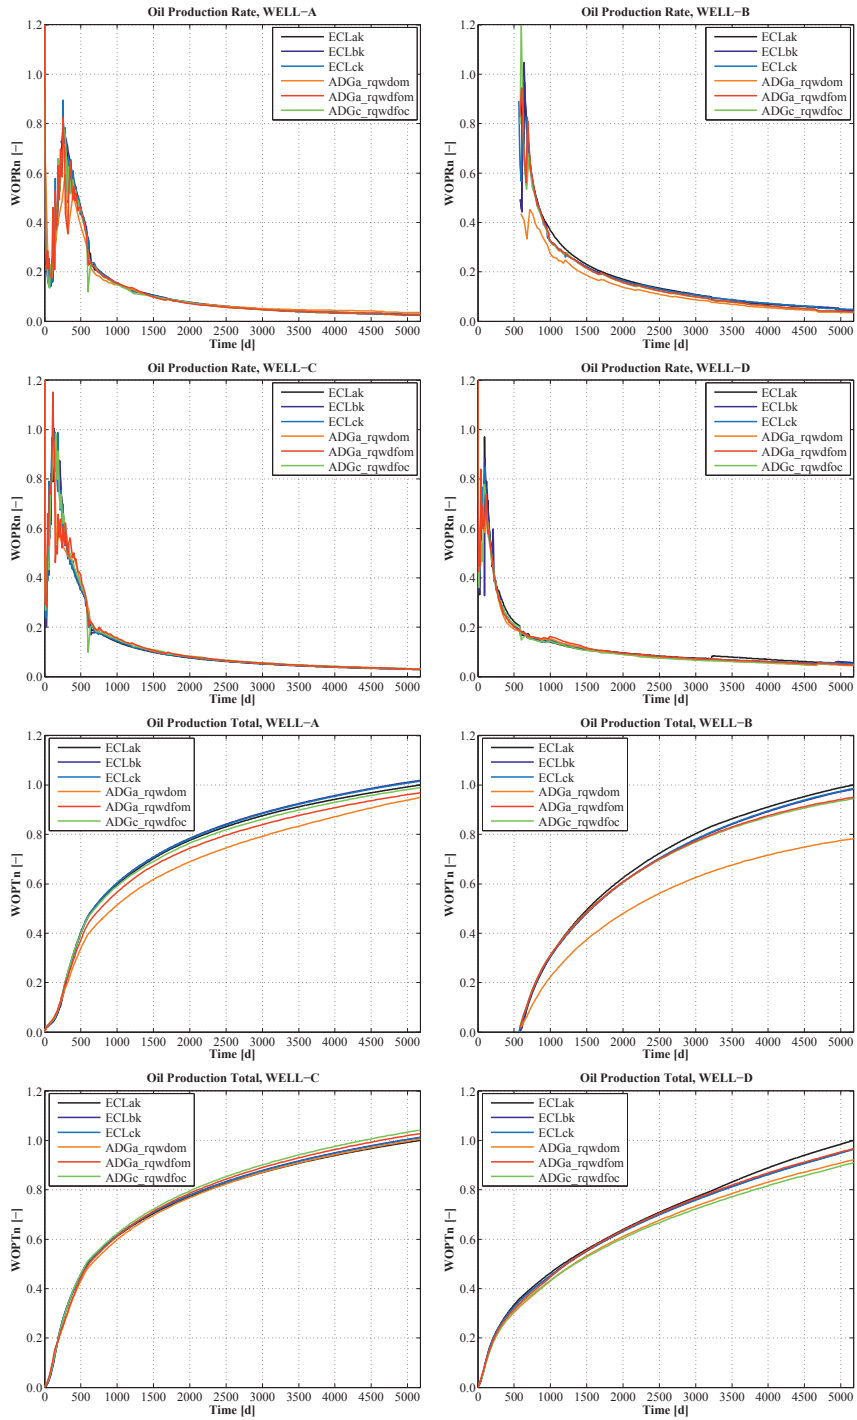 Oil Production Rate, WELL−A
WOPRn [−]
1.2
1.0
0.8
0.6
0.4
0.2
0.0
ECLak
ECLbk
ECLck
ADGa_rqwdom
ADGa_rqwdfom
ADGc_rqwdfoc
0 500 1000 1500 2000 2500 3000 3500 4000 4500 5000
Time [d]
Oil Production Rate, WELL−B
WOPRn [−]
1.2
1.0
0.8
0.6
0.4
0.2
0.0
ECLak
ECLbk
ECLck
ADGa_rqwdom
ADGa_rqwdfom
ADGc_rqwdfoc
0 500 1000 1500 2000 2500 3000 3500 4000 4500 5000
Time [d]
Oil Production Rate, WELL−C
WOPRn [−]
1.2
1.0
0.8
0.6
0.4
0.2
0.0
ECLak
ECLbk
ECLck
ADGa_rqwdom
ADGa_rqwdfom
ADGc_rqwdfoc
0 500 1000 1500 2000 2500 3000 3500 4000 4500 5000
Time [d]
Oil Production Rate, WELL−D
WOPRn [−]
1.2
1.0
0.8
0.6
0.4
0.2
0.0
ECLak
ECLbk
ECLck
ADGa_rqwdom
ADGa_rqwdfom
ADGc_rqwdfoc
0 500 1000 1500 2000 2500 3000 3500 4000 4500 5000
Time [d]
Oil Production Total, WELL−A
WOPTn [−]
1.2
1.0
0.8
0.6
0.4
0.2
0.0
ECLak
ECLbk
ECLck
ADGa_rqwdom
ADGa_rqwdfom
ADGc_rqwdfoc
0 500 1000 1500 2000 2500 3000 3500 4000 4500 5000
Time [d]
Oil Production Total, WELL−B
WOPTn [−]
1.2
1.0
0.8
0.6
0.4
0.2
0.0
ECLak
ECLbk
ECLck
ADGa_rqwdom
ADGa_rqwdfom
ADGc_rqwdfoc
0 500 1000 1500 2000 2500 3000 3500 4000 4500 5000
Time [d]
Oil Production Total, WELL−C
WOPTn [−]
1.2
1.0
0.8
0.6
0.4
0.2
0.0
ECLak
ECLbk
ECLck
ADGa_rqwdom
ADGa_rqwdfom
ADGc_rqwdfoc
0 500 1000 1500 2000 2500 3000 3500 4000 4500 5000
Time [d]
Oil Production Total, WELL−D
WOPTn [−]
1.2
1.0
0.8
0.6
0.4
0.2
0.0
ECLak
ECLbk
ECLck
ADGa_rqwdom
ADGa_rqwdfom
ADGc_rqwdfoc
0 500 1000 1500 2000 2500 3000 3500 4000 4500 5000
Time [d]